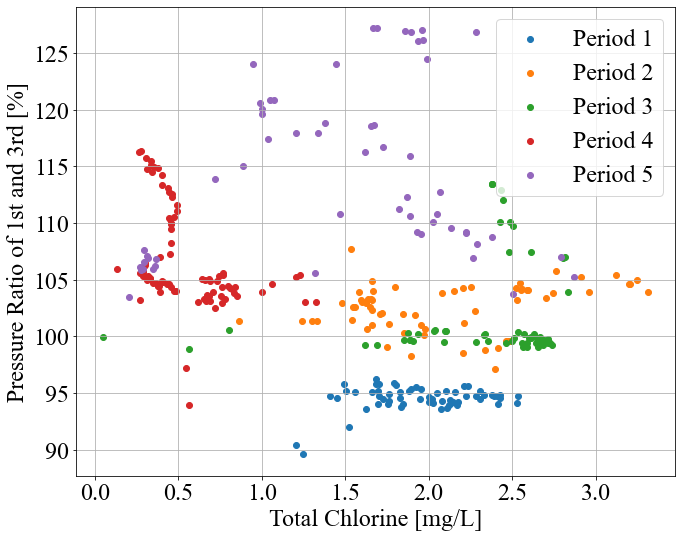 Pressure Ratio of 1st and 3rd [%]
125
120
115
110
105
100
95
90
0.0 0.5 1.0 1.5 2.0 2.5 3.0
Total Chlorine [mg/L]
Period 1
Period 2
Period 3
Period 4
Period 5